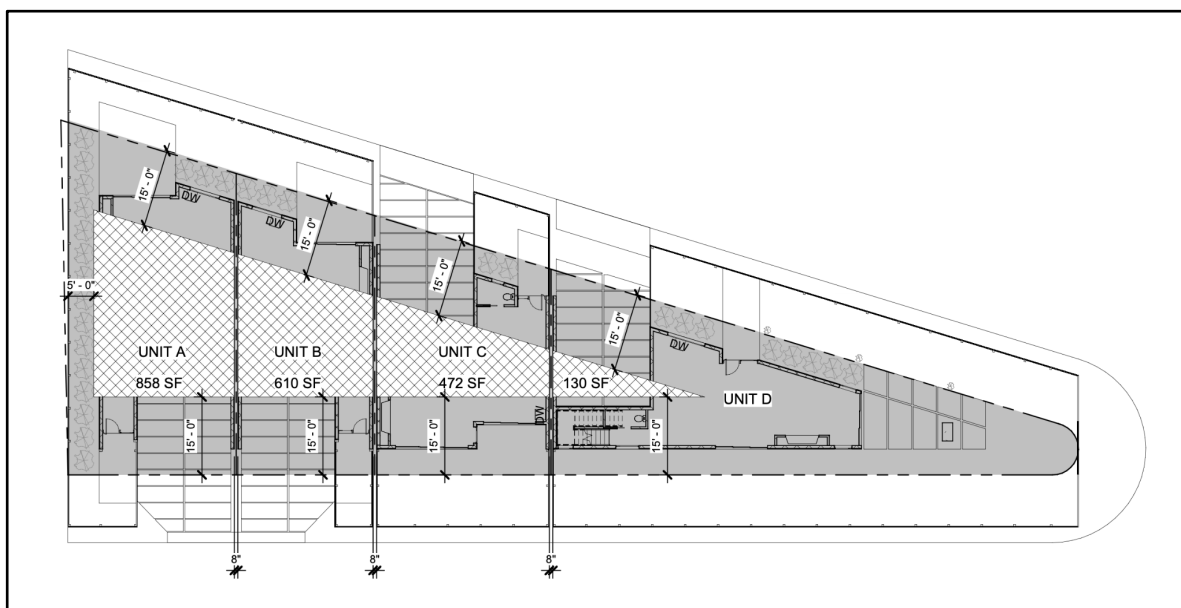 15' - 0"
DW
DW
15' - 0"
15' - 0"
5' - 0"
15' - 0"
UNIT A
UNIT B
UNIT C
DW
858 SF
610 SF
472 SF
130 SF
UNIT D
DW
15' - 0"
15' - 0"
15' - 0"
15' - 0"
8"
8"
8"